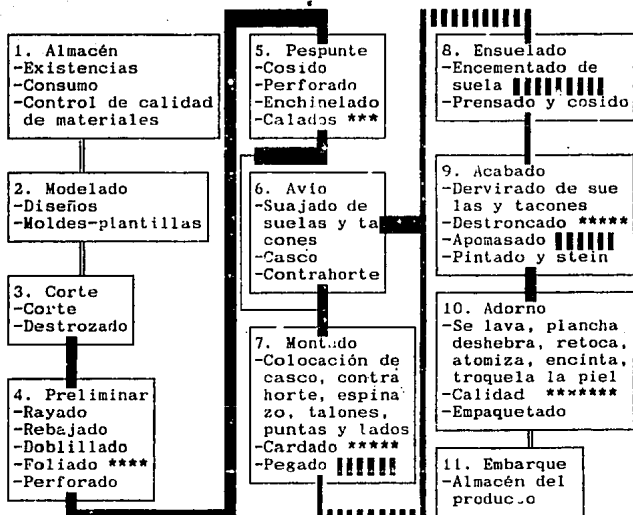 1. Almacén
-Existencias
-Consumo
-Control de calidad
de materiales
2. Modelado
-Diseños
-Moldes-plantillas
3. Corte
-Corte
-Destrozado
4. Preliminar
-Rayado
-Rebajado
-Doblillado
-Foliado ****
-Perforado
5. Pespunte
-Cosido
-Perforado
-Enchinelado
-Calados ***
6. Avío
-Suajado de
suelas y ta
cones
-Casco
-Contrahorte
7. Montado
-Colocación de
casco, contra
horte, espina
zo, talones,
puntas y lados
-Cardado *****
-Pegado
8. Ensuelado
-Encementado de
suela
-Prensado y cosido
9. Acabado
-Dervirado de sue
las y tacones
-Destroncado *****
-Apomasado
-Pintado y stein
10. Adorno
-Se lava, plancha
deshebra, retoca,
atomiza, encinta,
troquela la piel
-Calidad *******
-Empaquetado
11. Embarque
-Almacén del
producto